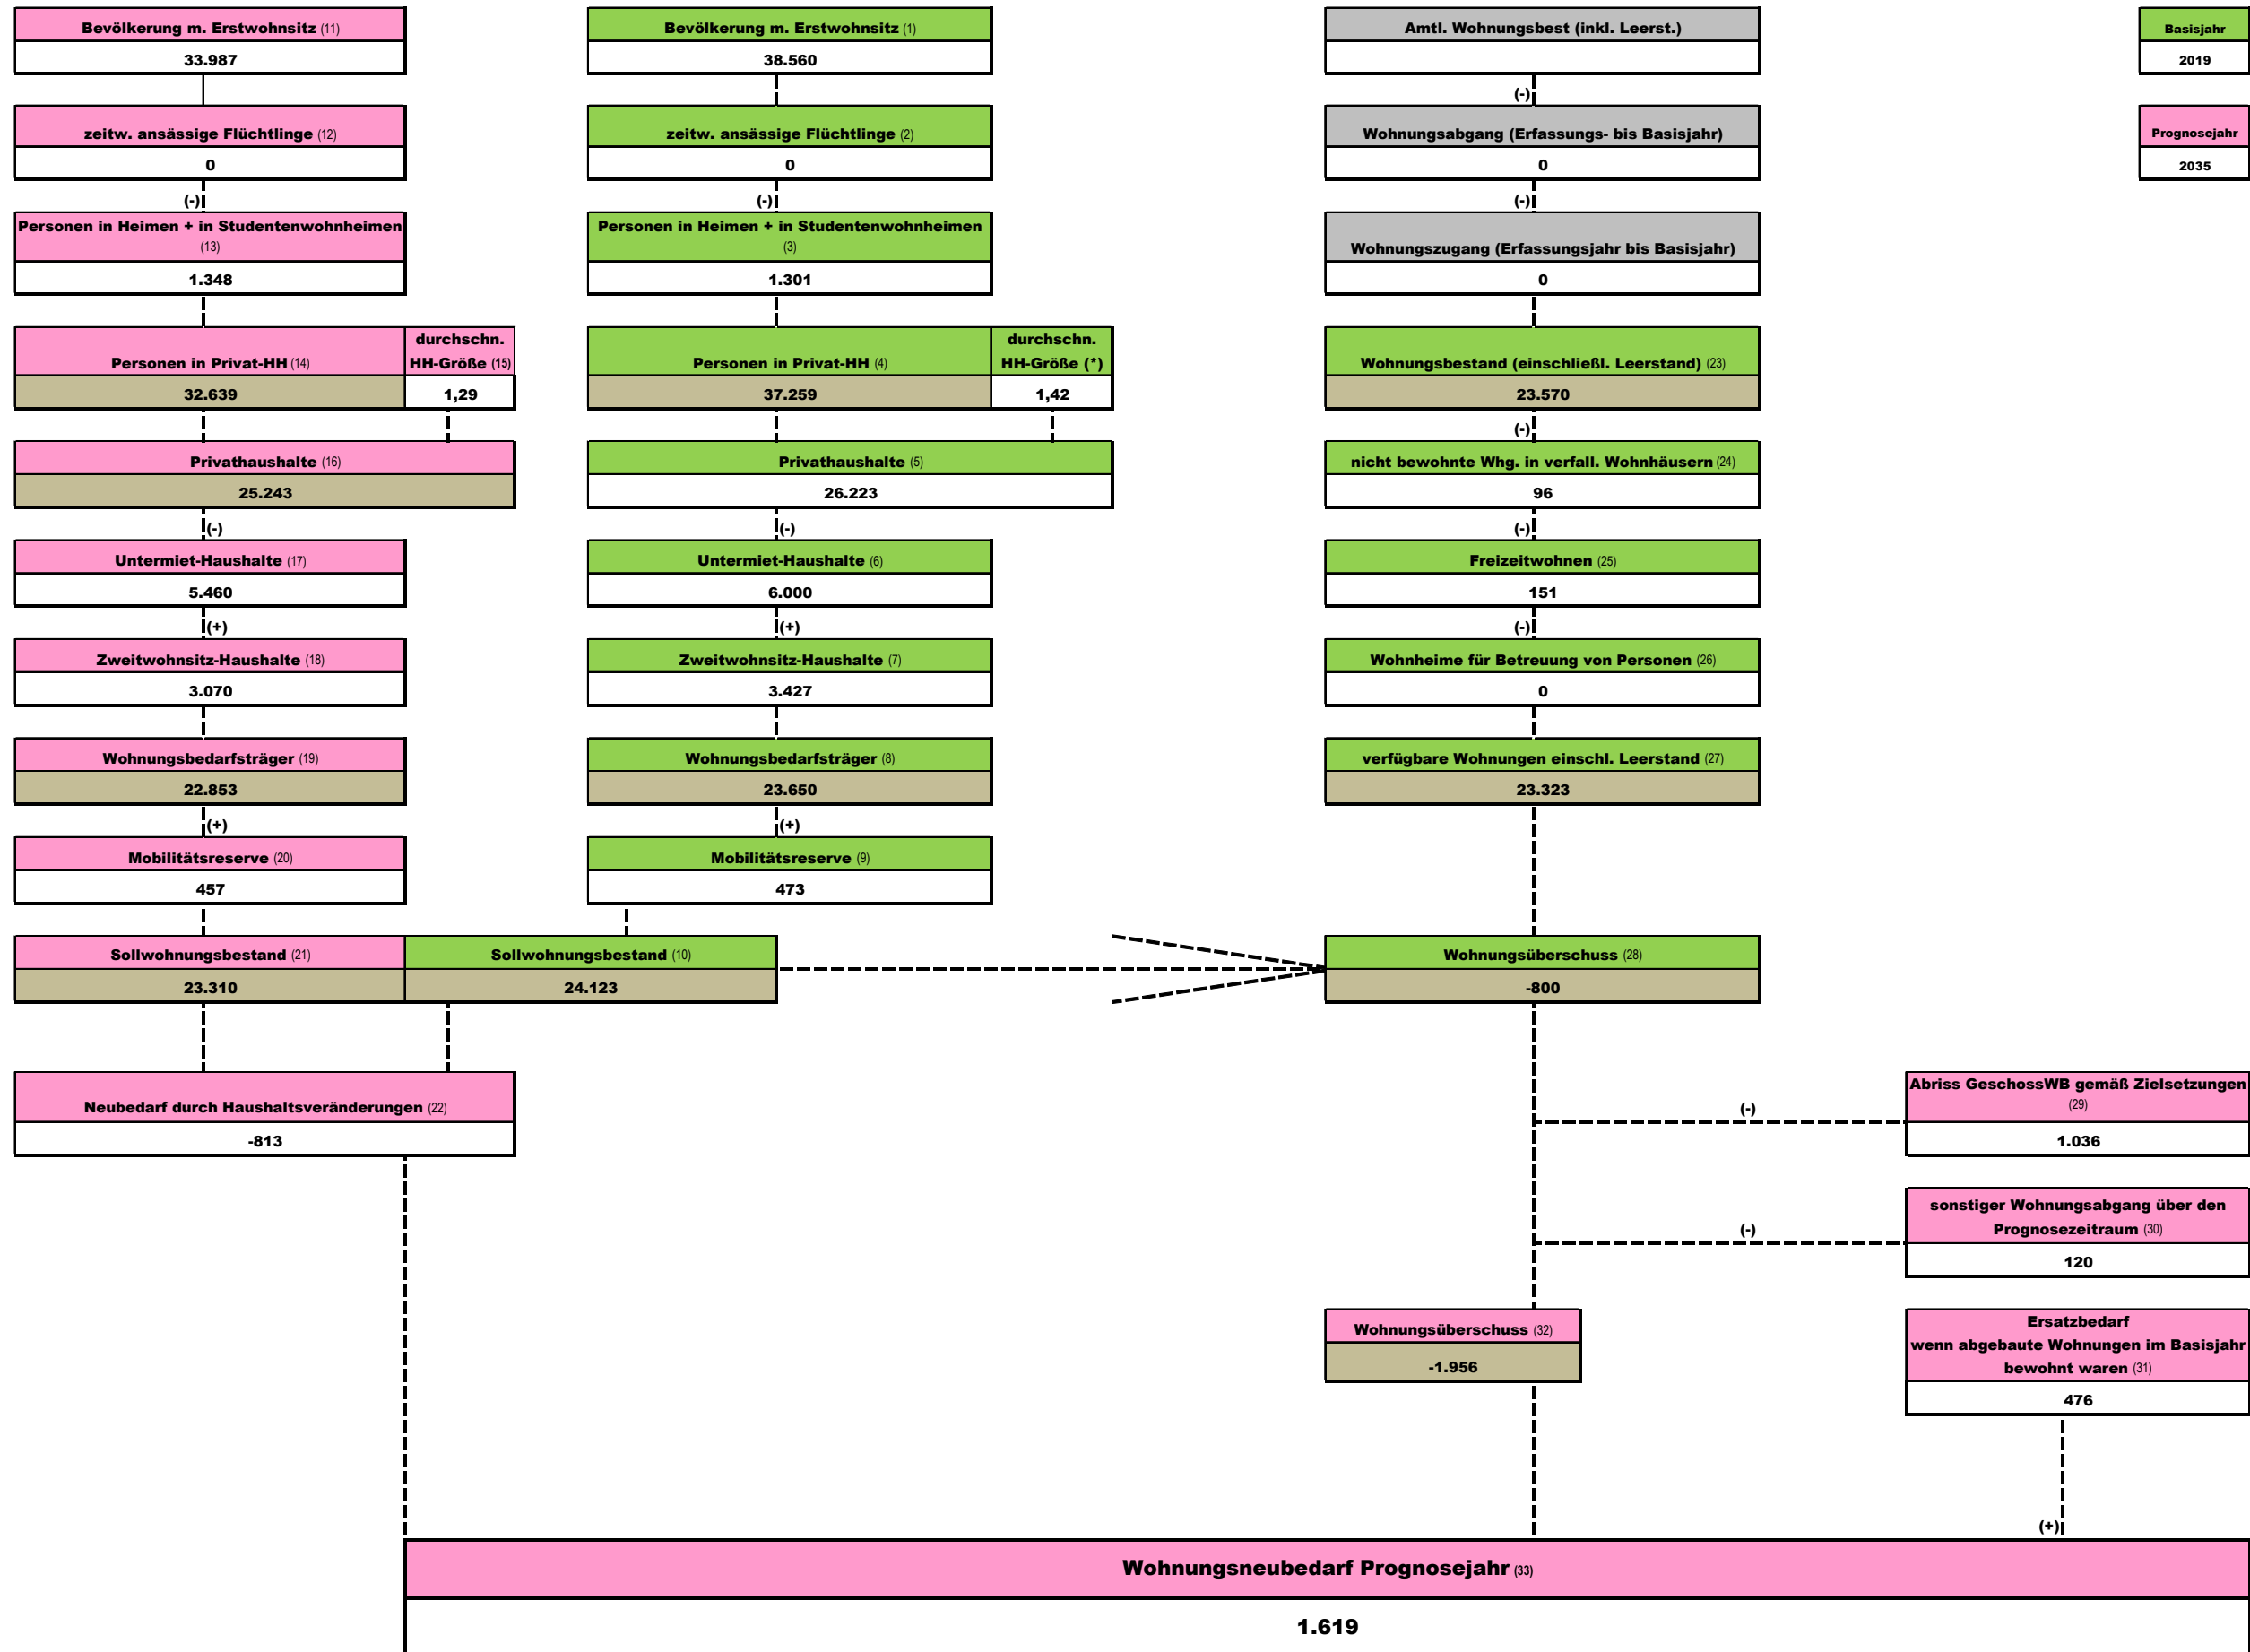 Bevölkerung m. Erstwohnsitz (11)
33.987
zeitw. ansässige Flüchtlinge (12)
0
(-)
Personen in Heimen + in Studentenwohnheimen
(13)
1.348
Personen in Privat-HH (14)
durchschn.
HH-Größe (15)
32.639
1,29
Privathaushalte (16)
25.243
(-)
Untermiet-Haushalte (17)
5.460
(+)
Zweitwohnsitz-Haushalte (18)
3.070
Wohnungsbedarfsträger (19)
22.853
(+)
Mobilitätsreserve (20)
457
Sollwohnungsbestand (21)
23.310
Neubedarf durch Haushaltsveränderungen (22)
-813
Bevölkerung m. Erstwohnsitz (1)
38.560
zeitw. ansässige Flüchtlinge (2)
0
(-)
Personen in Heimen + in Studentenwohnheimen
(3)
1.301
Personen in Privat-HH (4)
durchschn.
HH-Größe (*)
37.259
1,42
Privathaushalte (5)
26.223
(-)
Untermiet-Haushalte (6)
6.000
(+)
Zweitwohnsitz-Haushalte (7)
3.427
Wohnungsbedarfsträger (8)
23.650
(+)
Mobilitätsreserve (9)
473
Sollwohnungsbestand (10)
24.123
Amtl. Wohnungsbest (inkl. Leerst.)
(-)
Wohnungsabgang (Erfassungs- bis Basisjahr)
0
(-)
Wohnungszugang (Erfassungsjahr bis Basisjahr)
0
Wohnungsbestand (einschließl. Leerstand) (23)
23.570
(-)
nicht bewohnte Whg. in verfall. Wohnhäusern (24)
96
(-)
Freizeitwohnen (25)
151
(-)
Wohnheime für Betreuung von Personen (26)
0
verfügbare Wohnungen einschl. Leerstand (27)
23.323
Wohnungsüberschuss (28)
-800
Basisjahr
2019
Prognosejahr
2035
(-)
Abriss GeschossWB gemäß Zielsetzungen
(29)
1.036
(-)
sonstiger Wohnungsabgang über den
Prognosezeitraum (30)
120
Wohnungsüberschuss (32)
-1.956
Ersatzbedarf
wenn abgebaute Wohnungen im Basisjahr
bewohnt waren (31)
476
(+)
Wohnungsneubedarf Prognosejahr (33)
1.619